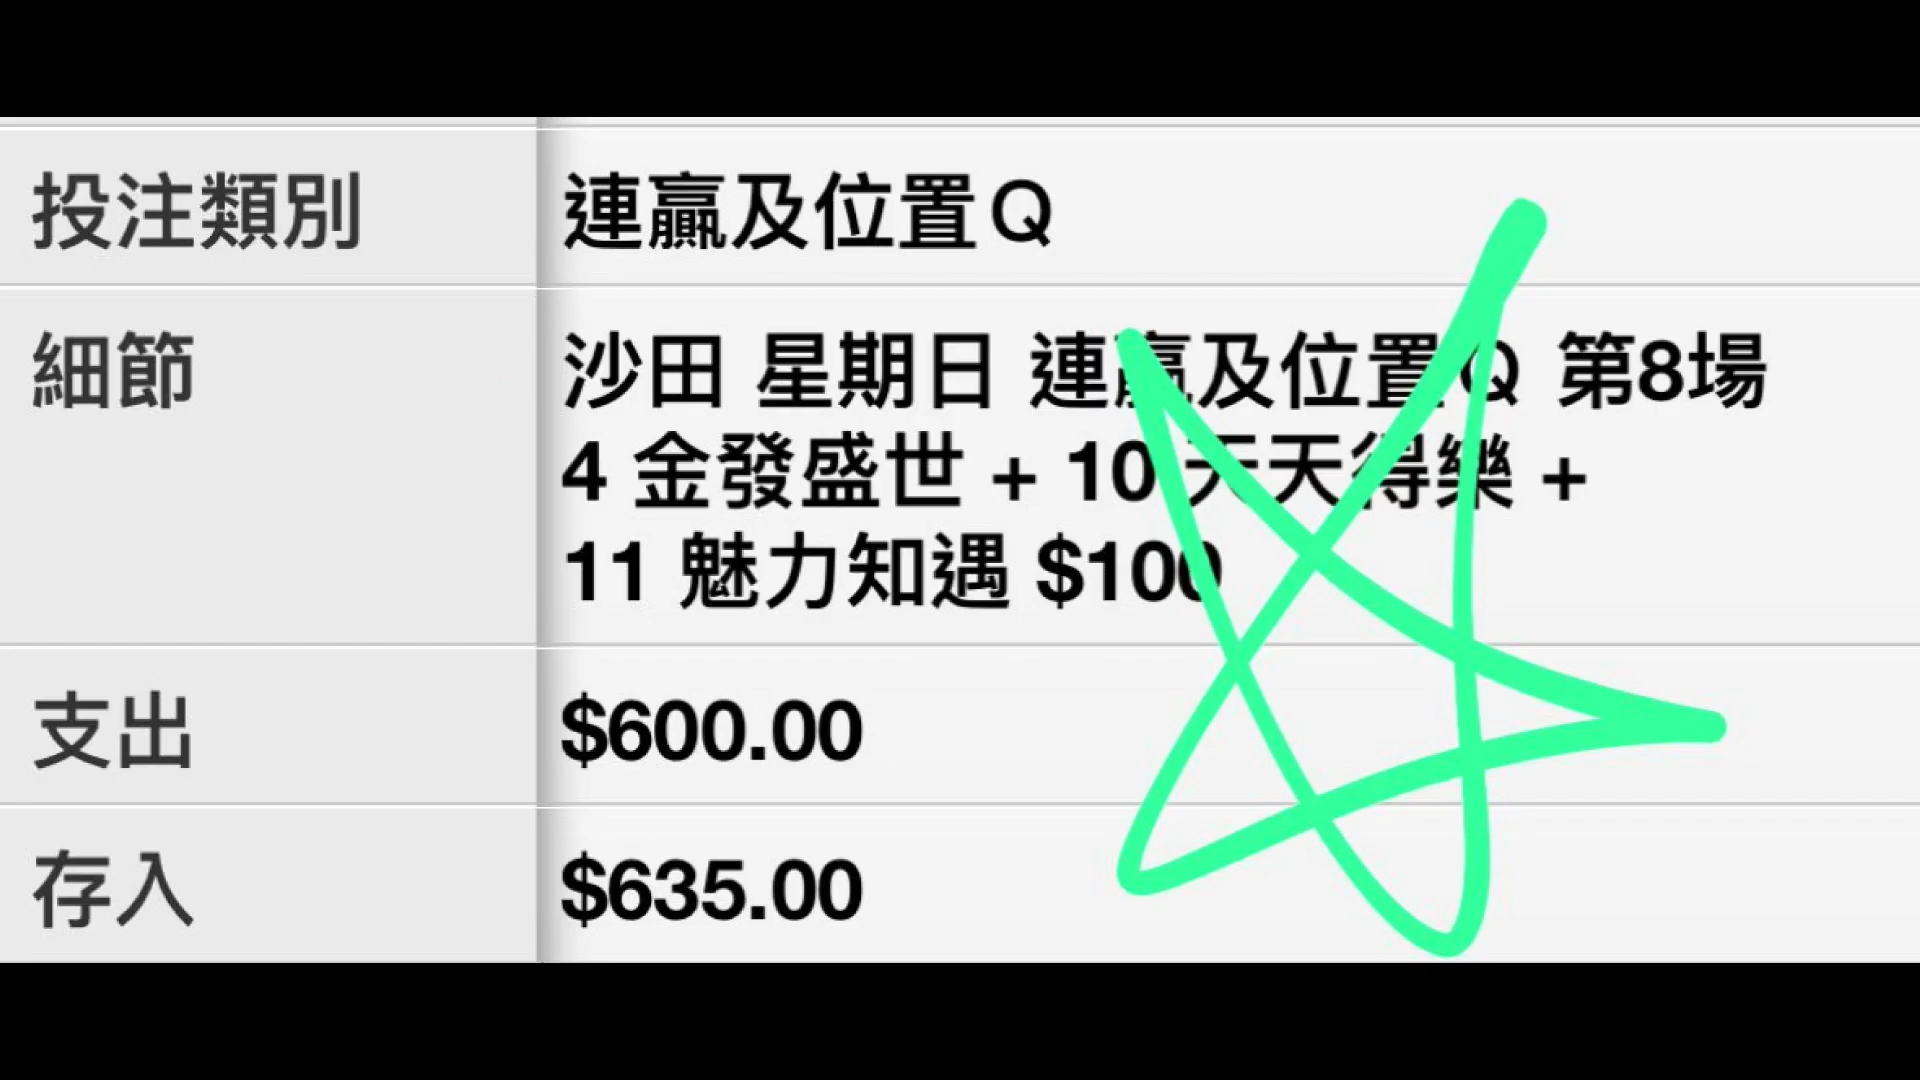 投注類別 連贏及位置Q
細節 沙田 星期日 連贏及位置Q 第8場
4 金發盛世 + 10 天天得樂 +
11 魅力知遇 $100
支出 $600.00
存入 $635.00